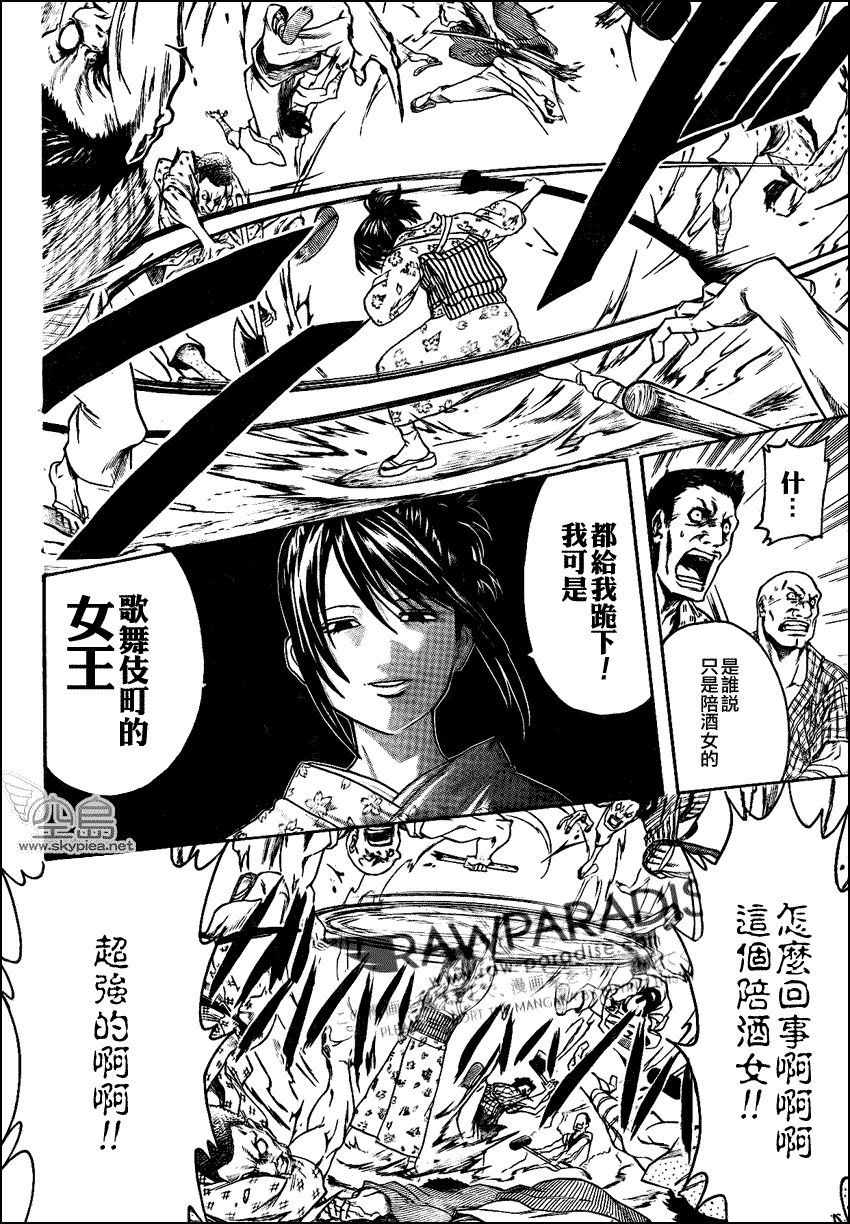 什…
是誰說
只是陪酒女的
都給我跪下!
我可是
歌舞伎町的
女王
空島
www.skypiea.net
怎麼回事啊啊啊
這個陪酒女!!
超強的啊啊!!
RAWPARADIS